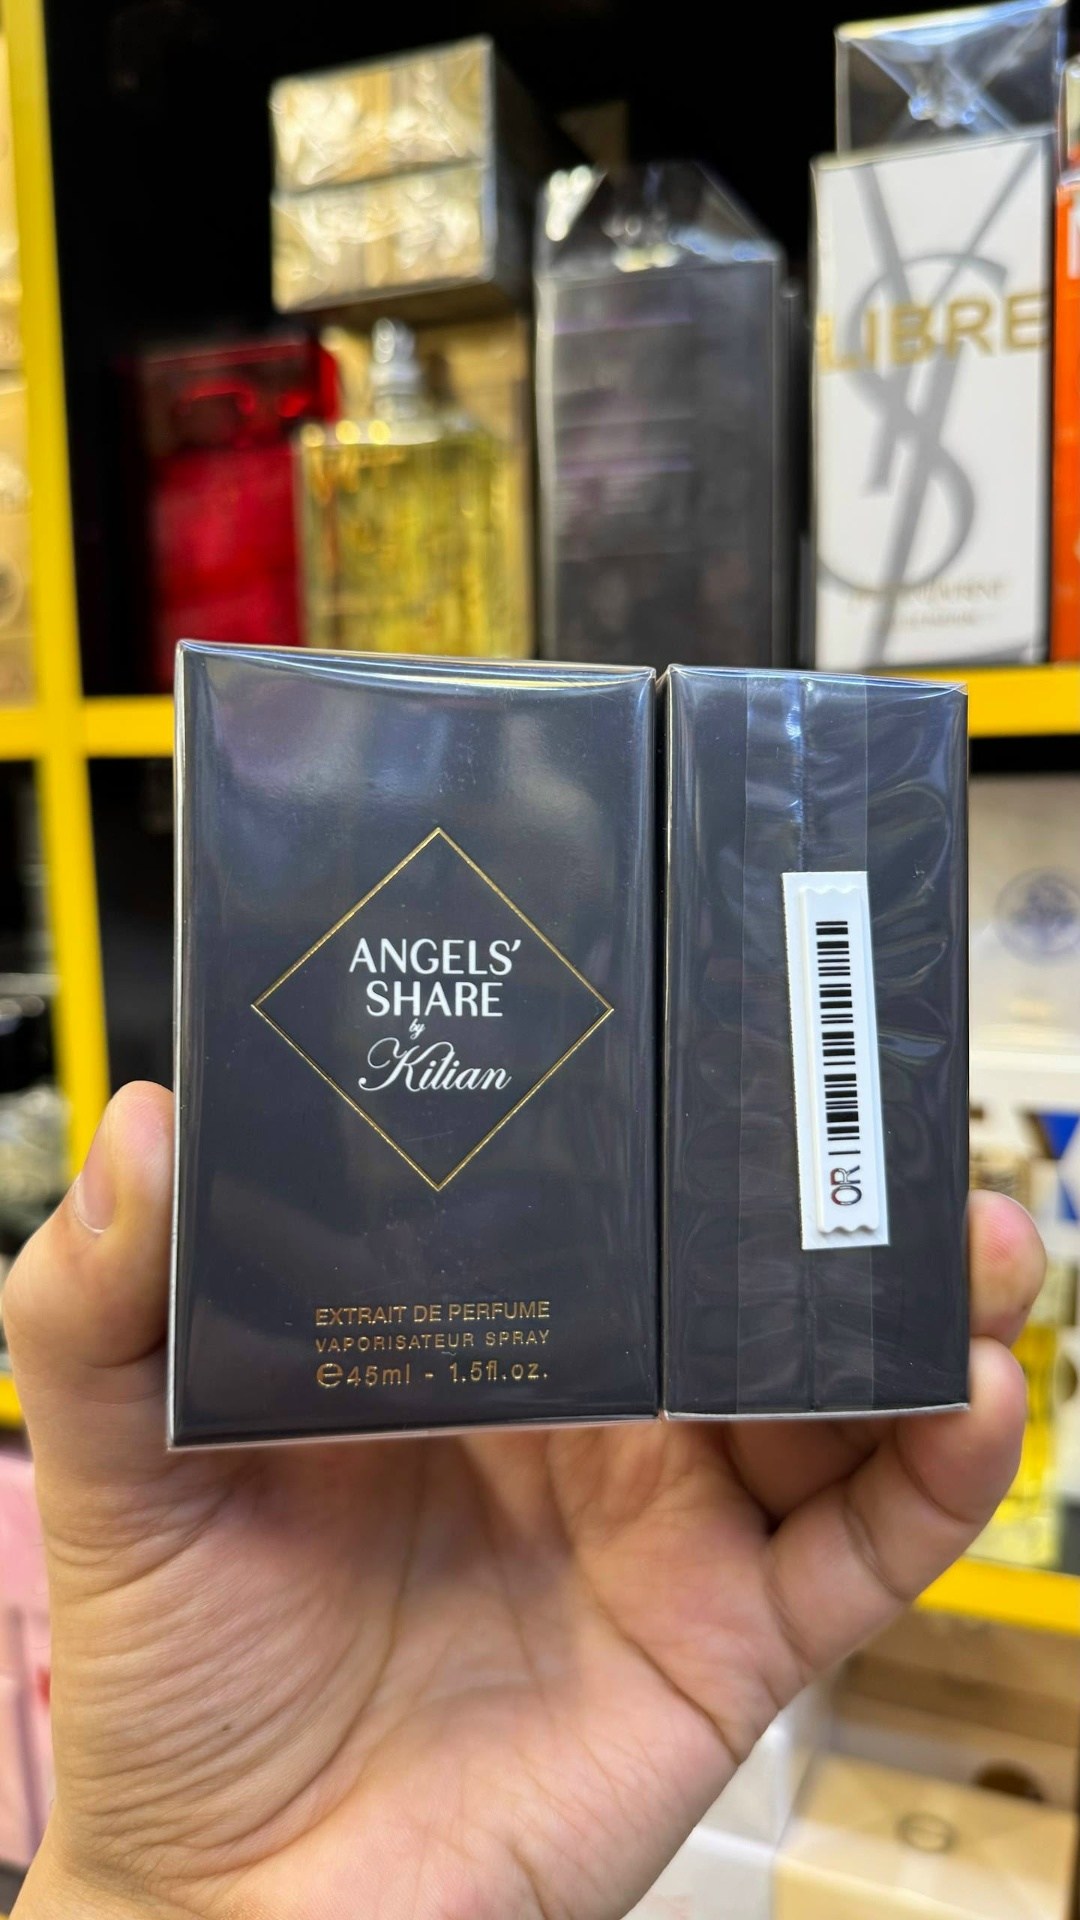 LIBRE
ANGELS'
SHARE
by
Kilian
EXTRAIT DE PERFUME
VAPORISATEUR SPRAY
℮45ml - 1.5fl.oz.
OR